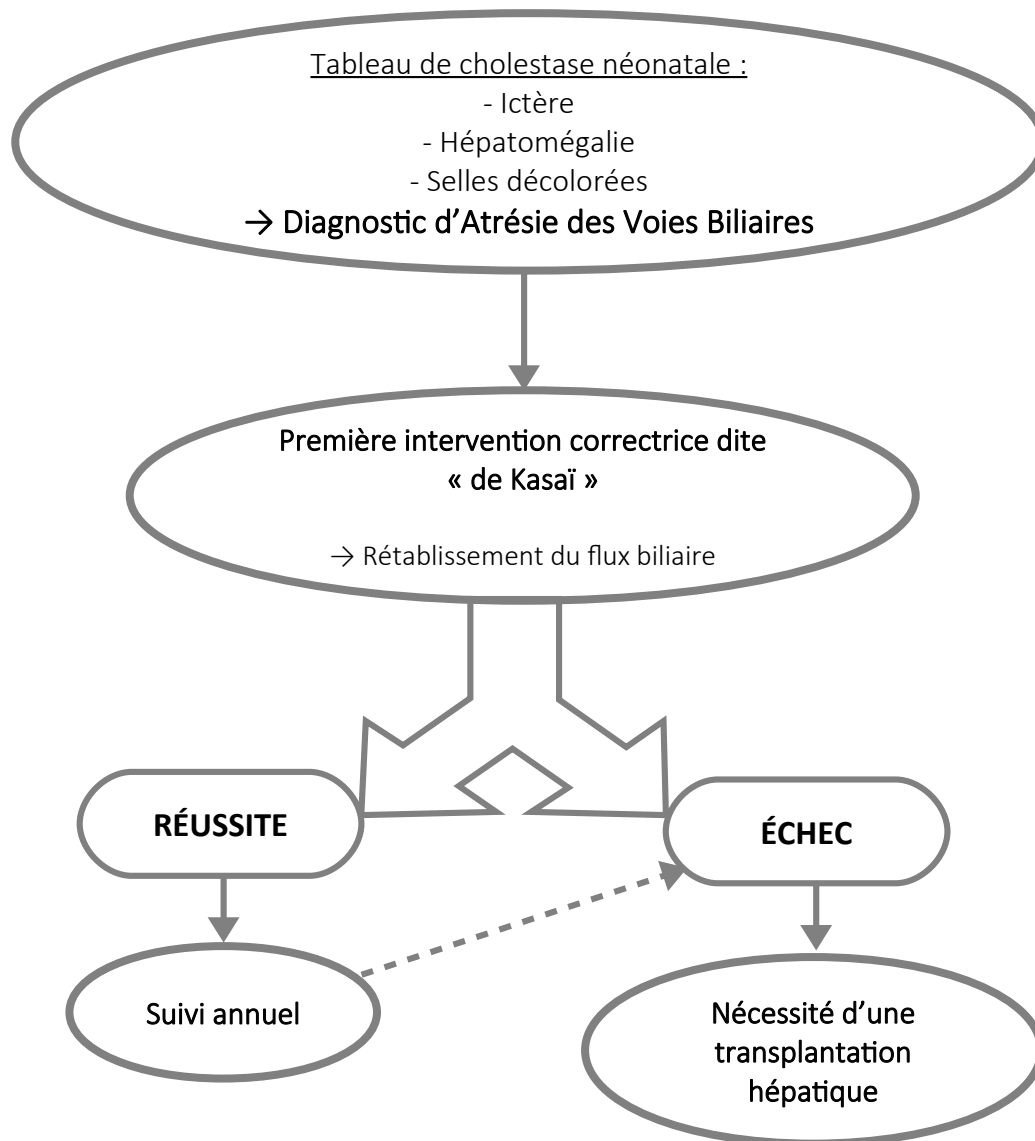 Tableau de cholestase néonatale :
- Ictère
- Hépatomégalie
- Selles décolorées
→ Diagnostic d’Atrésie des Voies Biliaires
Première intervention correctrice dite
« de Kasaï »
→ Rétablissement du flux biliaire
RÉUSSITE
ÉCHEC
Suivi annuel
Nécessité d’une
transplantation
hépatique